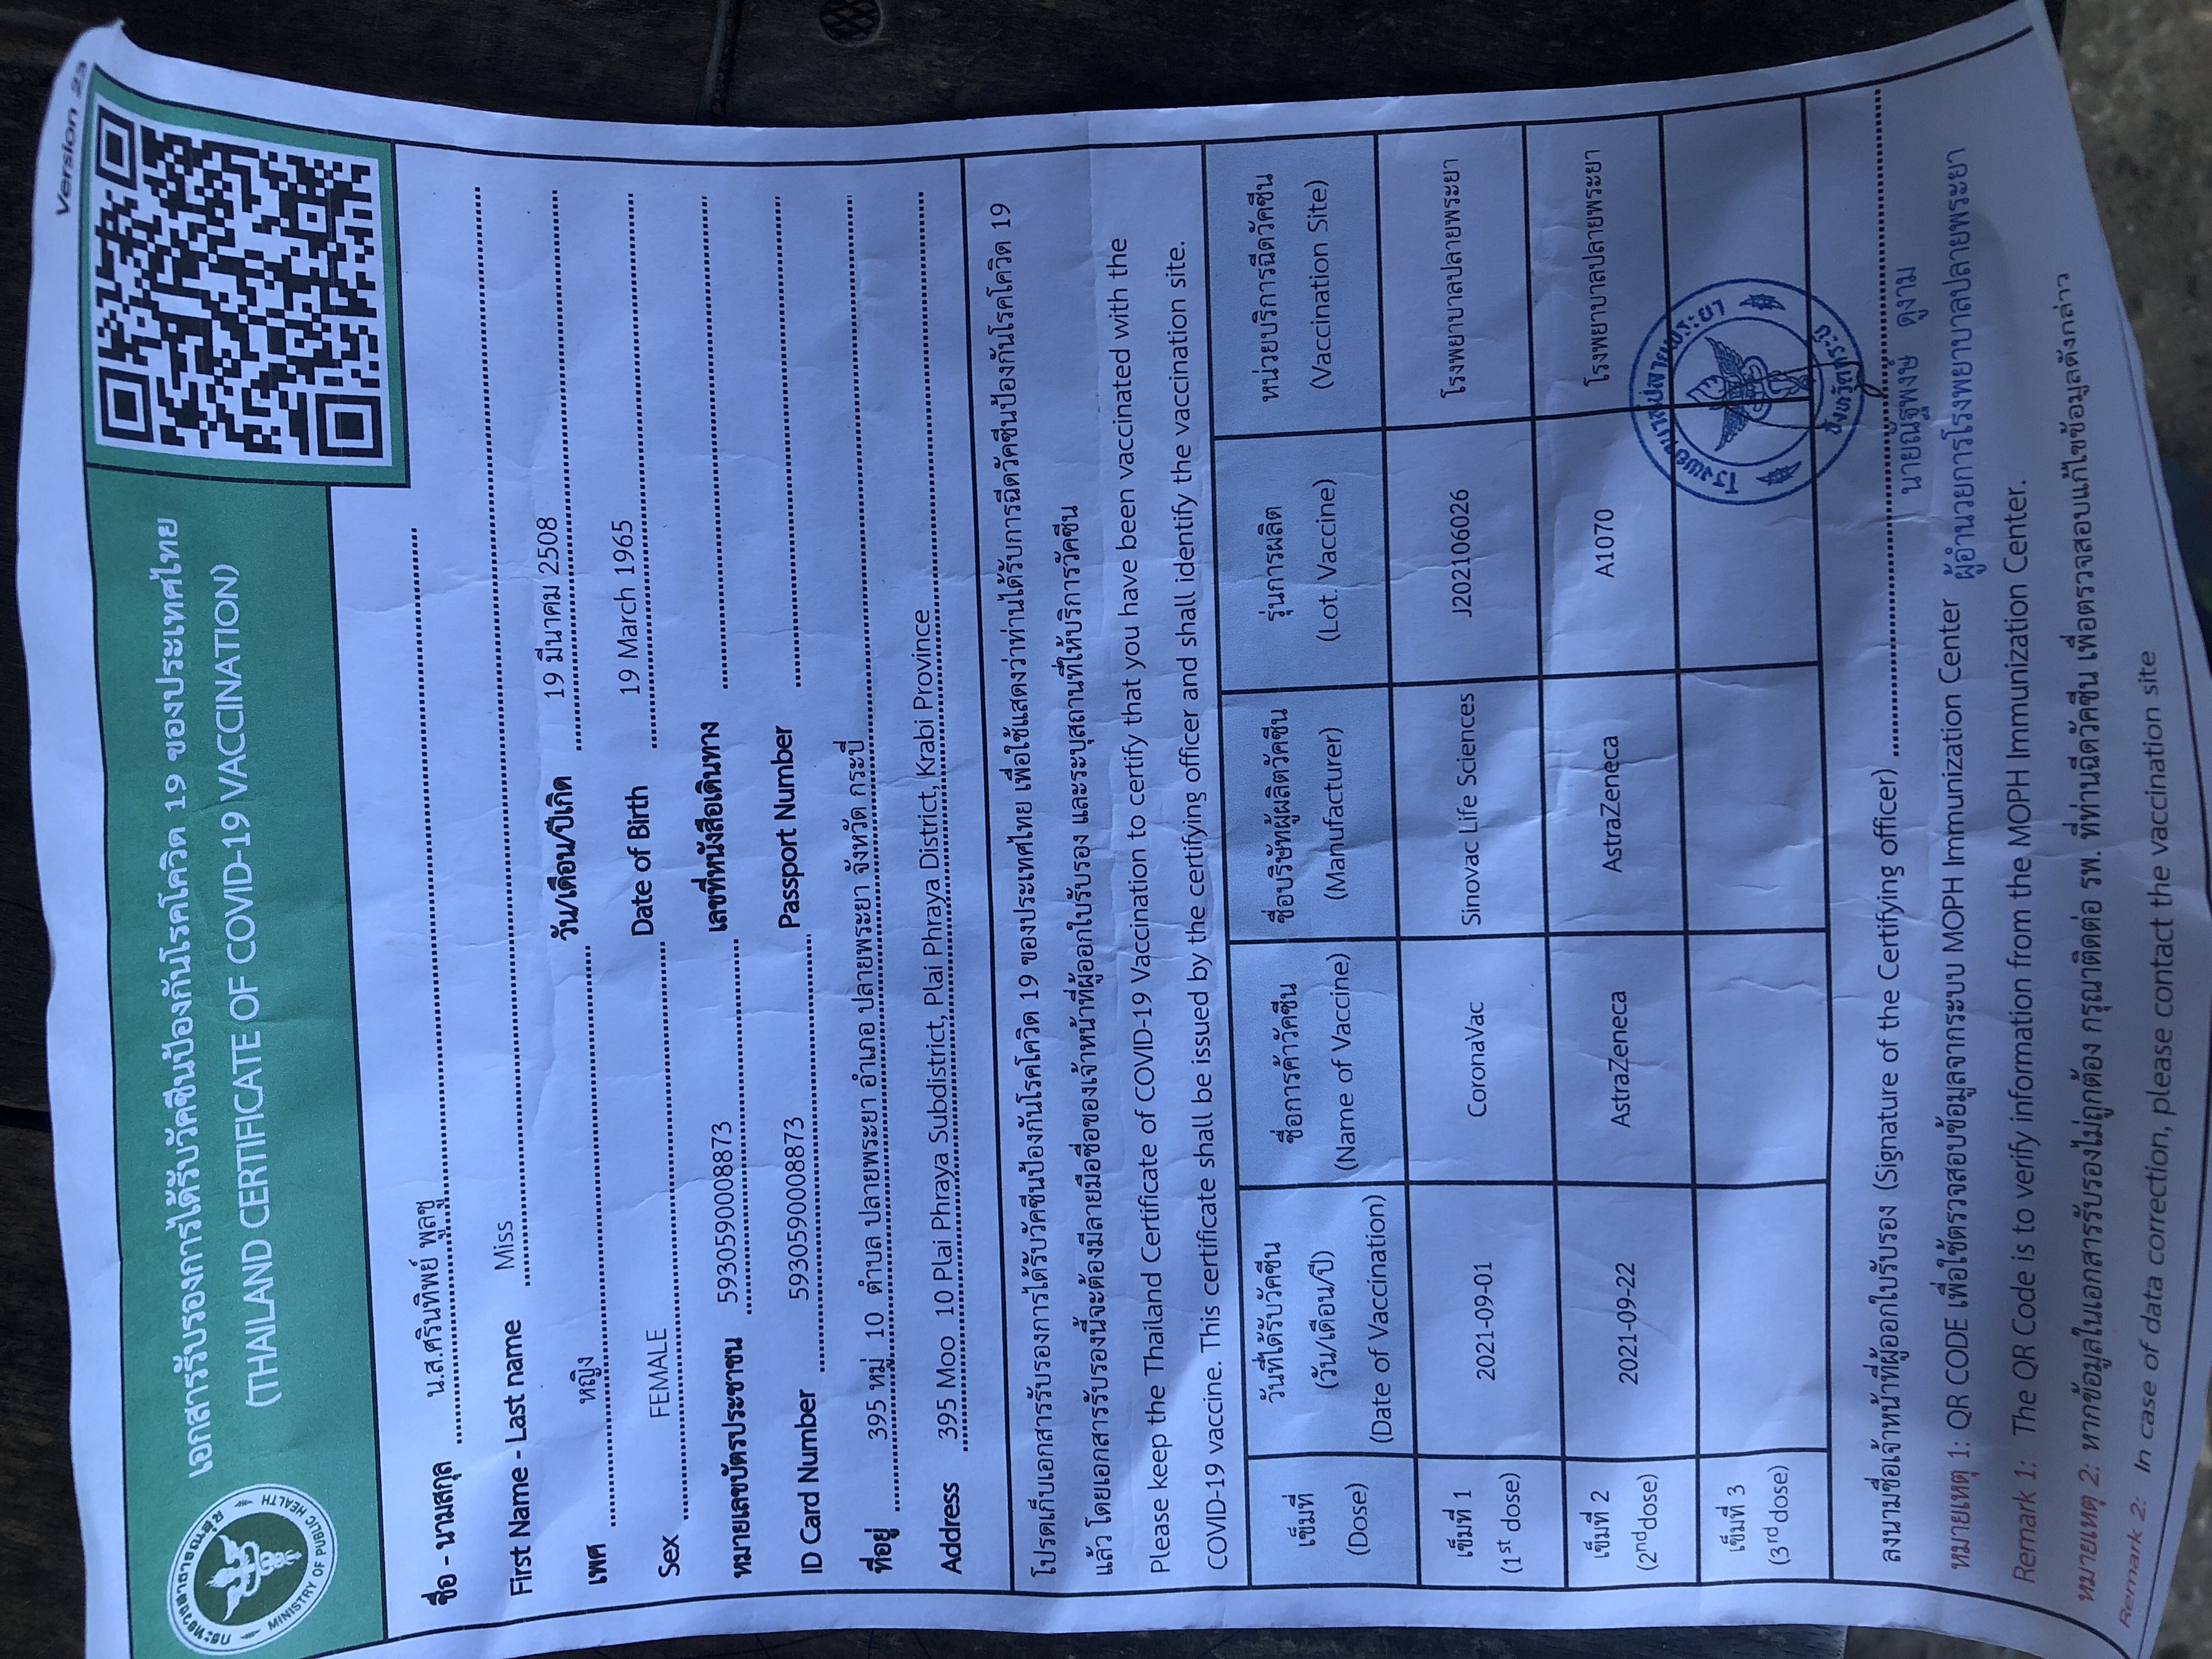 Version 23
กระทรวงสาธารณสุข
MINISTRY OF PUBLIC HEALTH
เอกสารรับรองการได้รับวัคซีนป้องกันโรคโควิด 19 ของประเทศไทย
(THAILAND CERTIFICATE OF COVID-19 VACCINATION)
ชื่อ - นามสกุล น.ส.ศรินทิพย์ พูลชู
First Name - Last name Miss
เพศ หญิง วัน/เดือน/ปีเกิด 19 มีนาคม 2508
Sex FEMALE Date of Birth 19 March 1965
หมายเลขบัตรประชาชน 5930590008873 เลขที่หนังสือเดินทาง
ID Card Number 5930590008873 Passport Number
ที่อยู่ 395 หมู่ 10 ตำบล ปลายพระยา อำเภอ ปลายพระยา จังหวัด กระบี่
Address 395 Moo 10 Plai Phraya Subdistrict, Plai Phraya District, Krabi Province
โปรดเก็บเอกสารรับรองการได้รับวัคซีนป้องกันโรคโควิด 19 ของประเทศไทย เพื่อใช้แสดงว่าท่านได้รับการฉีดวัคซีนป้องกันโรคโควิด 19
แล้ว โดยเอกสารรับรองนี้จะต้องมีลายมือชื่อของเจ้าหน้าที่ผู้ออกใบรับรอง และระบุสถานที่ให้บริการวัคซีน
Please keep the Thailand Certificate of COVID-19 Vaccination to certify that you have been vaccinated with the
COVID-19 vaccine. This certificate shall be issued by the certifying officer and shall identify the vaccination site.
เข็มที่ (Dose) วันที่ได้รับวัคซีน (วัน/เดือน/ปี) (Date of Vaccination) ชื่อการค้าวัคซีน (Name of Vaccine) ชื่อบริษัทผู้ผลิตวัคซีน (Manufacturer) รุ่นการผลิต (Lot. Vaccine) หน่วยบริการฉีดวัคซีน (Vaccination Site)
เข็มที่ 1 (1st dose) 2021-09-01 CoronaVac Sinovac Life Sciences J202106026 โรงพยาบาลปลายพระยา
เข็มที่ 2 (2nd dose) 2021-09-22 AstraZeneca AstraZeneca A1070 โรงพยาบาลปลายพระยา
เข็มที่ 3 (3rd dose)
โรงพยาบาลปลายพระยา
จังหวัดกระบี่
ลงนามชื่อเจ้าหน้าที่ผู้ออกใบรับรอง (Signature of the Certifying officer)
นายณัฐพงษ์ ดูงาม
หมายเหตุ 1: QR CODE เพื่อใช้ตรวจสอบข้อมูลจากระบบ MOPH Immunization Center ผู้อำนวยการโรงพยาบาลปลายพระยา
Remark 1: The QR Code is to verify information from the MOPH Immunization Center.
หมายเหตุ 2: หากข้อมูลในเอกสารรับรองไม่ถูกต้อง กรุณาติดต่อ รพ. ที่ท่านฉีดวัคซีน เพื่อตรวจสอบแก้ไขข้อมูลดังกล่าว
Remark 2: In case of data correction, please contact the vaccination site